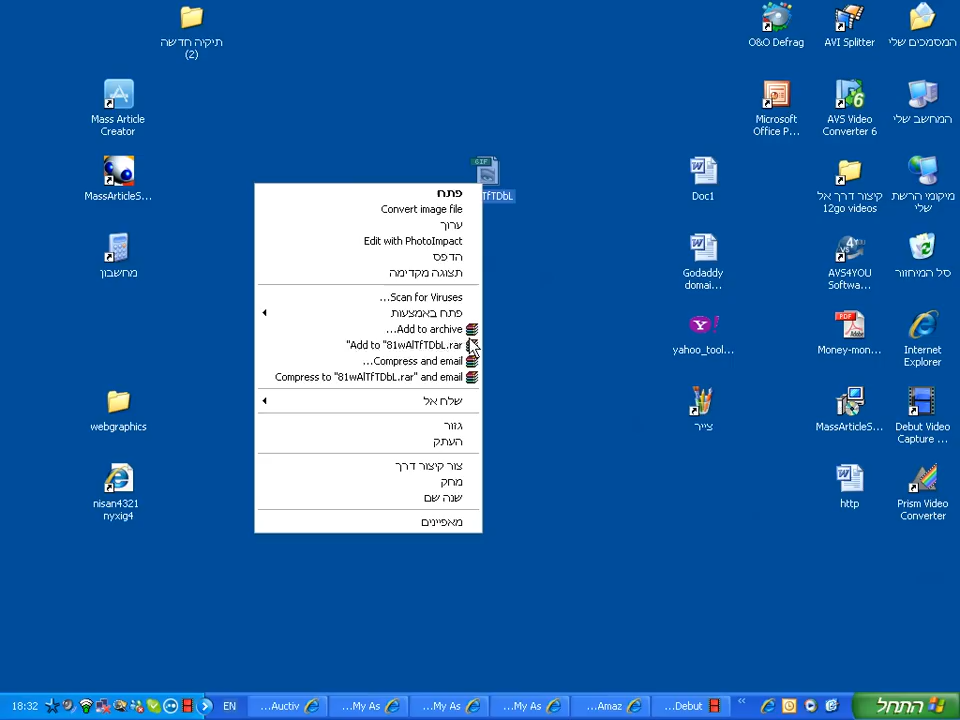 תיקיה חדשה
(2)
O&O Defrag
AVI Splitter
המסמכים שלי
Mass Article
Creator
Microsoft
Office P...
AVS Video
Converter 6
המחשב שלי
MassArticleS...
GIF
TfTDbL
Doc1
קיצור דרך אל
12go videos
מיקומי הרשת
שלי
מחשבון
Godaddy
domai...
AVS4YOU
Softwa...
סל המיחזור
yahoo_tool...
PDF
Money-mon...
Internet
Explorer
webgraphics
צייר
MassArticleS...
Debut Video
Capture ...
nisan4321
nyxig4
http
Prism Video
Converter
פתח
Convert image file
ערוך
Edit with PhotoImpact
הדפס
תצוגה מקדימה
...Scan for Viruses
פתח באמצעות
...Add to archive
"Add to "81wAlTfTDbL.rar
...Compress and email
Compress to "81wAlTfTDbL.rar" and email
שלח אל
גזור
העתק
צור קיצור דרך
מחק
שנה שם
מאפיינים
18:32
EN
...Auctiv
...My As
...My As
...My As
...Amaz
...Debut
התחל